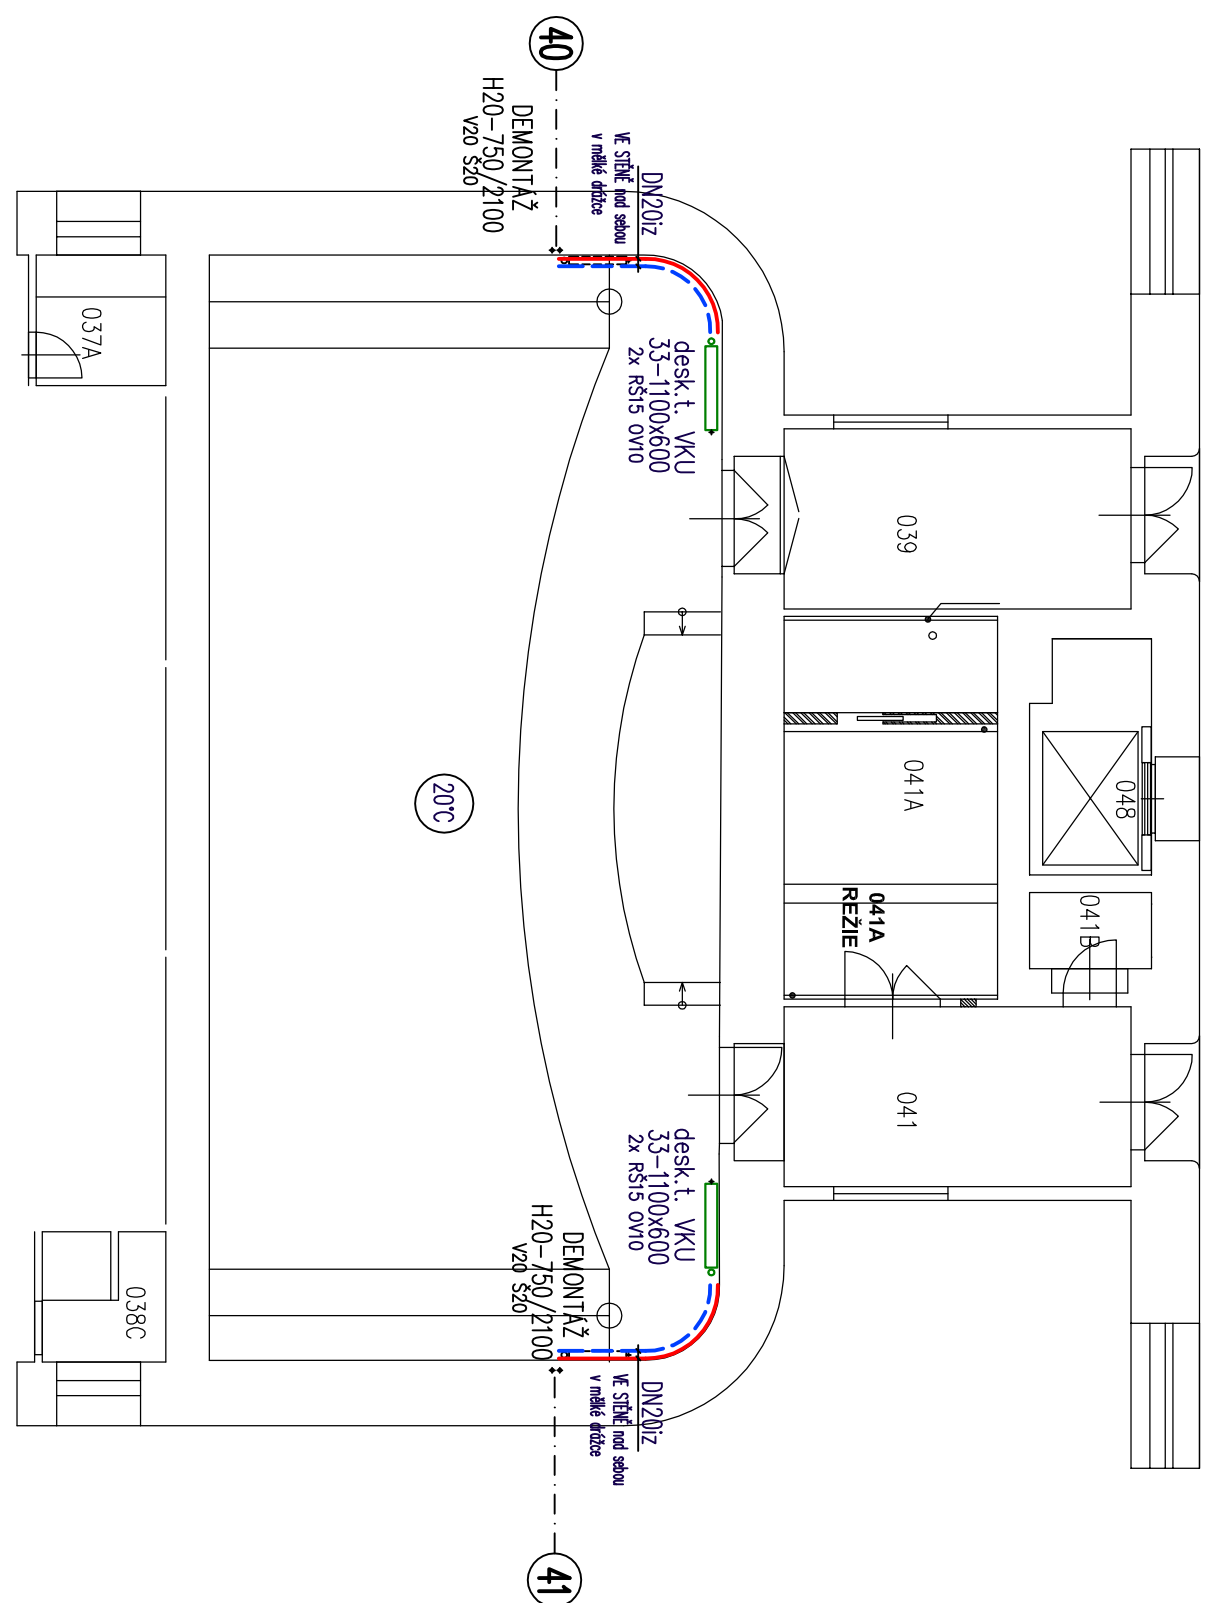 40
DEMONTÁŽ
H20-750/2100
V20 Š20
VE STĚNĚ nad sebou
v mělké drážce
DN20iz
037A
desk.t. VKU
33-1100x600
2x RŠ15 OV10
039
041A
048
20°C
041A
REŽIE
041B
041
desk.t. VKU
33-1100x600
2x RŠ15 OV10
DEMONTÁŽ
H20-750/2100
V20 Š20
038C
DN20iz
VE STĚNĚ nad sebou
v mělké drážce
41